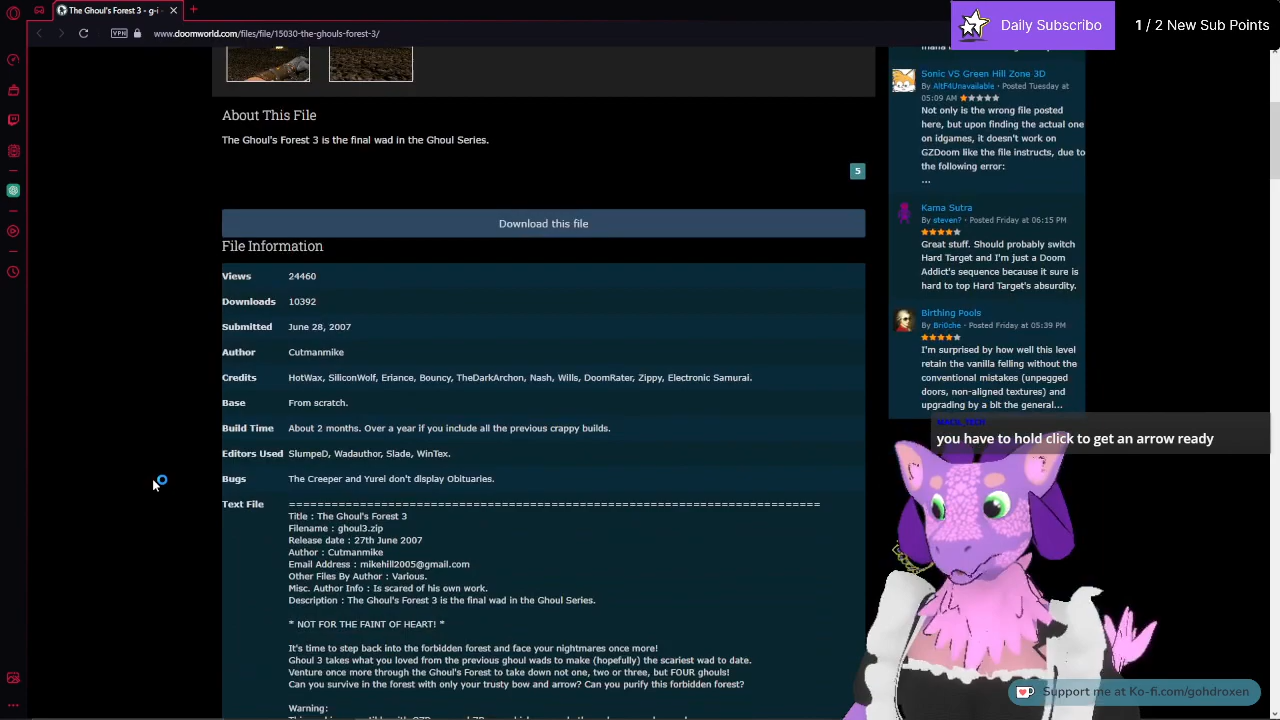 The Ghoul's Forest 3 - g-i
Daily Subscribo
1 / 2 New Sub Points
VPN
www.doomworld.com/files/file/15030-the-ghouls-forest-3/
About This File
The Ghoul's Forest 3 is the final wad in the Ghoul Series.
5
Download this file
File Information
Views 24460
Downloads 10392
Submitted June 28, 2007
Author Cutmanmike
Credits HotWax, SiliconWolf, Eriance, Bouncy, TheDarkArchon, Nash, Wills, DoomRater, Zippy, Electronic Samurai.
Base From scratch.
Build Time About 2 months. Over a year if you include all the previous crappy builds.
Editors Used SlumpeD, Wadauthor, Slade, WinTex.
Bugs The Creeper and Yurei don't display Obituaries.
Text File ===========================================================================
Title : The Ghoul's Forest 3
Filename : ghoul3.zip
Release date : 27th June 2007
Author : Cutmanmike
Email Address : mikehill2005@gmail.com
Other Files By Author : Various.
Misc. Author Info : Is scared of his own work.
Description : The Ghoul's Forest 3 is the final wad in the Ghoul Series.
* NOT FOR THE FAINT OF HEART! *
It's time to step back into the forbidden forest and face your nightmares once more!
Ghoul 3 takes what you loved from the previous ghoul wads to make (hopefully) the scariest wad to date.
Venture once more through the Ghoul's Forest to take down not one, two or three, but FOUR ghouls!
Can you survive in the forest with only your trusty bow and arrow? Can you purify this forbidden forest?
Warning:
Sonic VS Green Hill Zone 3D
By AltF4Unavailable · Posted Tuesday at
05:09 AM
Not only is the wrong file posted
here, but upon finding the actual one
on idgames, it doesn't work on
GZDoom like the file instructs, due to
the following error:
...
Kama Sutra
By steven? · Posted Friday at 06:15 PM
Great stuff. Should probably switch
Hard Target and I'm just a Doom
Addict's sequence because it sure is
hard to top Hard Target's absurdity.
Birthing Pools
By Bri0che · Posted Friday at 05:39 PM
I'm surprised by how well this level
retain the vanilla felling without the
conventional mistakes (unpegged
doors, non-aligned textures) and
upgrading by a bit the general...
you have to hold click to get an arrow ready
Support me at Ko-fi.com/gohdroxen